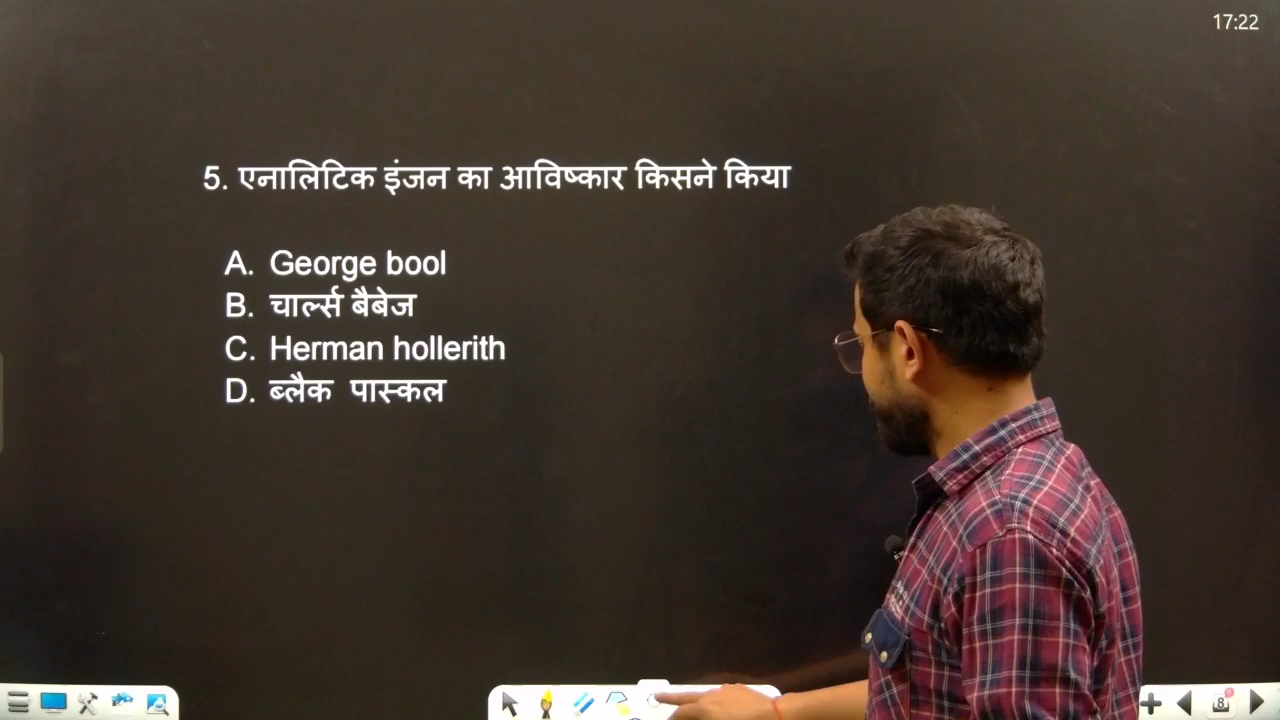 17:22
5. एनालिटिक इंजन का आविष्कार किसने किया
A. George bool
B. चार्ल्स बैबेज
C. Herman hollerith
D. ब्लैक पास्कल